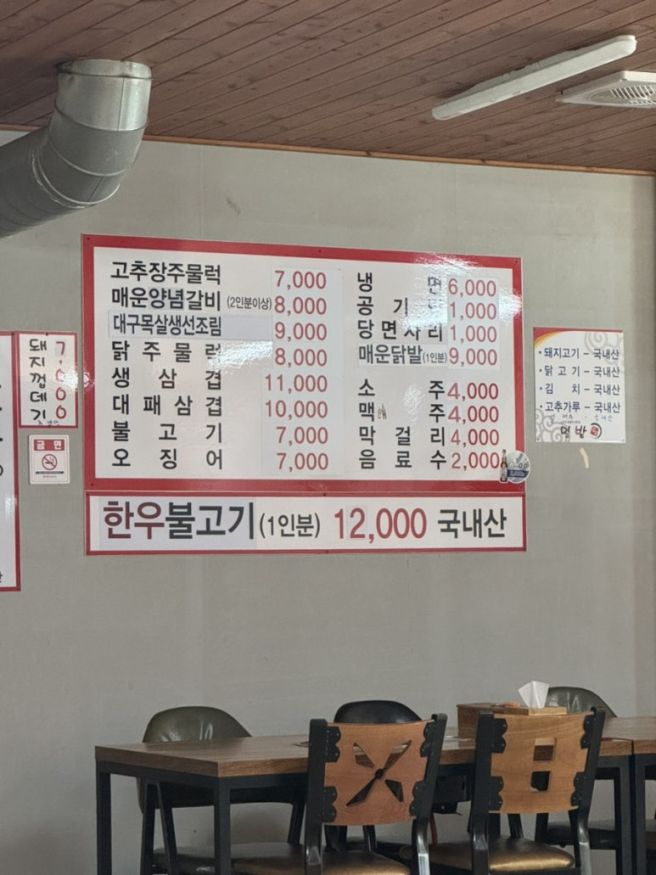 고추장주물럭 7,000
매운양념갈비 (2인분이상) 8,000
대구목살생선조림 9,000
닭주물럭 8,000
생삼겹 11,000
대패삼겹 10,000
불고기 7,000
오징어 7,000
냉면 6,000
공기 1,000
당면사리 1,000
매운닭발(1인분) 9,000
소주 4,000
맥주 4,000
막걸리 4,000
음료수 2,000
한우불고기(1인분) 12,000 국내산
돼지껍데기 7,000
금연
• 돼지고기 - 국내산
• 닭고기 - 국내산
• 김치 - 국내산
• 고추가루 - 국내산